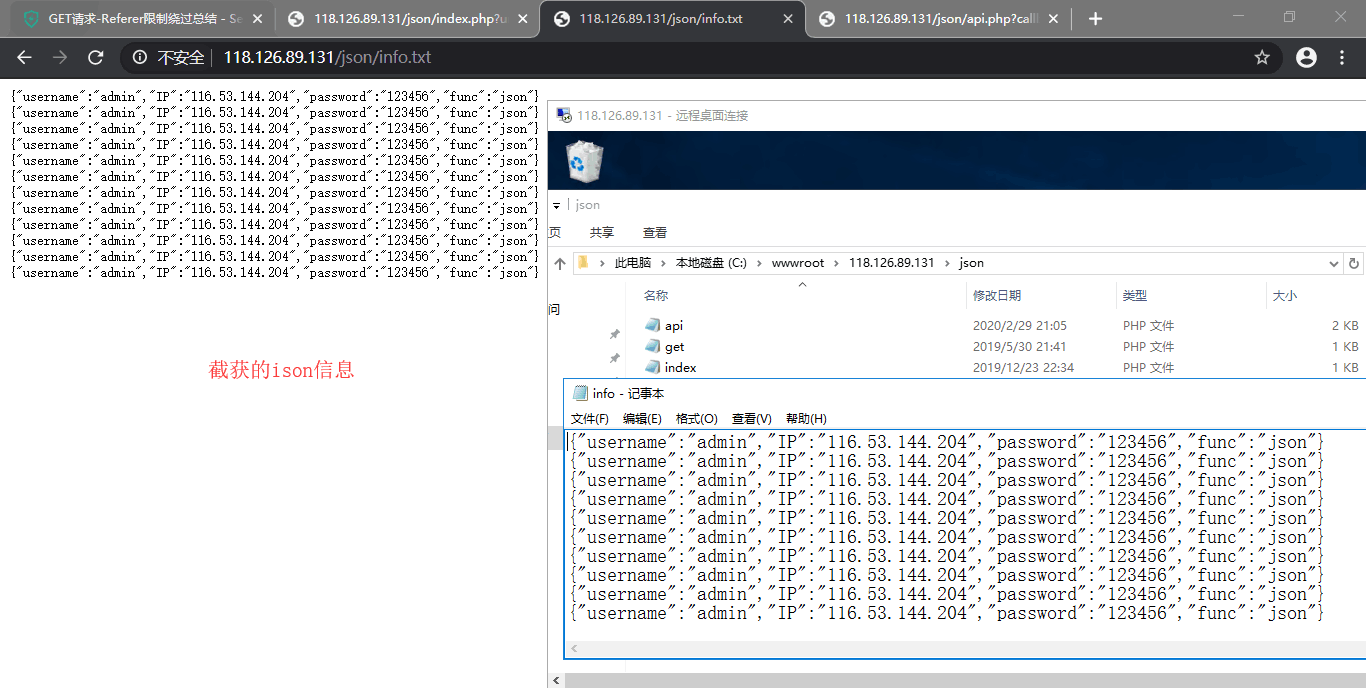 GET请求-Referer限制绕过总结 - Se
118.126.89.131/json/index.php?u
118.126.89.131/json/info.txt
118.126.89.131/json/api.php?call
不安全
118.126.89.131/json/info.txt
{"username":"admin","IP":"116.53.144.204","password":"123456","func":"json"}
{"username":"admin","IP":"116.53.144.204","password":"123456","func":"json"}
{"username":"admin","IP":"116.53.144.204","password":"123456","func":"json"}
{"username":"admin","IP":"116.53.144.204","password":"123456","func":"json"}
{"username":"admin","IP":"116.53.144.204","password":"123456","func":"json"}
{"username":"admin","IP":"116.53.144.204","password":"123456","func":"json"}
{"username":"admin","IP":"116.53.144.204","password":"123456","func":"json"}
{"username":"admin","IP":"116.53.144.204","password":"123456","func":"json"}
{"username":"admin","IP":"116.53.144.204","password":"123456","func":"json"}
{"username":"admin","IP":"116.53.144.204","password":"123456","func":"json"}
{"username":"admin","IP":"116.53.144.204","password":"123456","func":"json"}
{"username":"admin","IP":"116.53.144.204","password":"123456","func":"json"}
截获的ison信息
118.126.89.131 - 远程桌面连接
json
页 共享 查看
此电脑 > 本地磁盘 (C:) > wwwroot > 118.126.89.131 > json
名称 修改日期 类型 大小
问
api 2020/2/29 21:05 PHP 文件 2 KB
get 2019/5/30 21:41 PHP 文件 1 KB
index 2019/12/23 22:34 PHP 文件 1 KB
info - 记事本
文件(F) 编辑(E) 格式(O) 查看(V) 帮助(H)
{"username":"admin","IP":"116.53.144.204","password":"123456","func":"json"}
{"username":"admin","IP":"116.53.144.204","password":"123456","func":"json"}
{"username":"admin","IP":"116.53.144.204","password":"123456","func":"json"}
{"username":"admin","IP":"116.53.144.204","password":"123456","func":"json"}
{"username":"admin","IP":"116.53.144.204","password":"123456","func":"json"}
{"username":"admin","IP":"116.53.144.204","password":"123456","func":"json"}
{"username":"admin","IP":"116.53.144.204","password":"123456","func":"json"}
{"username":"admin","IP":"116.53.144.204","password":"123456","func":"json"}
{"username":"admin","IP":"116.53.144.204","password":"123456","func":"json"}
{"username":"admin","IP":"116.53.144.204","password":"123456","func":"json"}